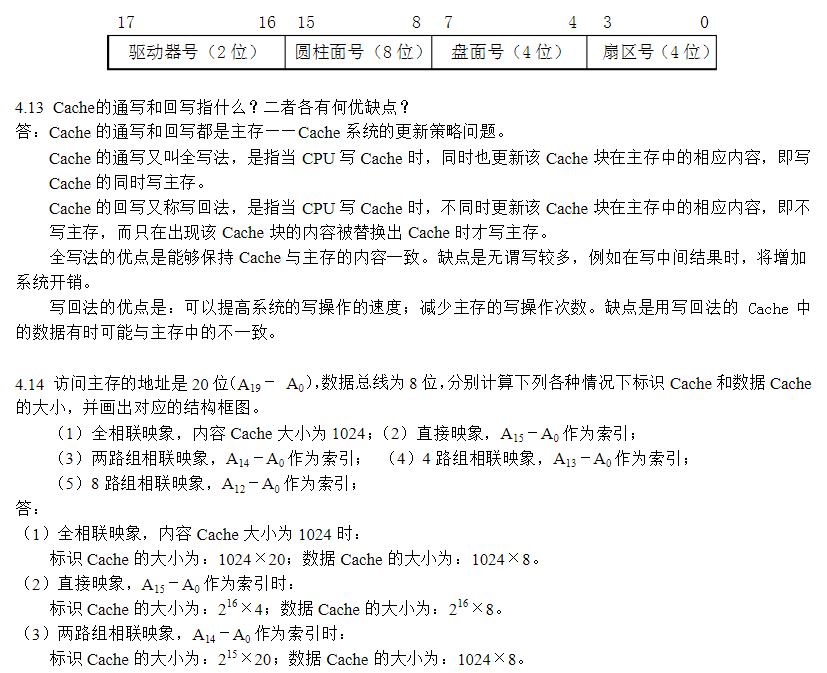 17 16 15 8 7 4 3 0
驱动器号（2 位） 圆柱面号（8 位） 盘面号（4 位） 扇区号（4 位）
4.13 Cache的通写和回写指什么？二者各有何优缺点？
答：Cache 的通写和回写都是主存——Cache 系统的更新策略问题。
Cache 的通写又叫全写法，是指当 CPU 写 Cache 时，同时也更新该 Cache 块在主存中的相应内容，即写
Cache 的同时写主存。
Cache 的回写又称写回法，是指当 CPU 写 Cache 时，不同时更新该 Cache 块在主存中的相应内容，即不
写主存，而只在出现该 Cache 块的内容被替换出 Cache 时才写主存。
全写法的优点是能够保持 Cache 与主存的内容一致。缺点是无谓写较多，例如在写中间结果时，将增加
系统开销。
写回法的优点是：可以提高系统的写操作的速度；减少主存的写操作次数。缺点是用写回法的 Cache 中
的数据有时可能与主存中的不一致。
4.14 访问主存的地址是 20 位(A19－ A0)，数据总线为 8 位，分别计算下列各种情况下标识 Cache 和数据 Cache
的大小，并画出对应的结构框图。
（1）全相联映象，内容 Cache 大小为 1024；（2）直接映象，A15－A0 作为索引；
（3）两路组相联映象，A14－A0 作为索引； （4）4 路组相联映象，A13－A0 作为索引；
（5）8 路组相联映象，A12－A0 作为索引；
答：
（1）全相联映象，内容 Cache 大小为 1024 时：
标识 Cache 的大小为：1024×20；数据 Cache 的大小为：1024×8。
（2）直接映象，A15－A0 作为索引时：
标识 Cache 的大小为：2^16×4；数据 Cache 的大小为：2^16×8。
（3）两路组相联映象，A14－A0 作为索引时：
标识 Cache 的大小为：2^15×20；数据 Cache 的大小为：1024×8。